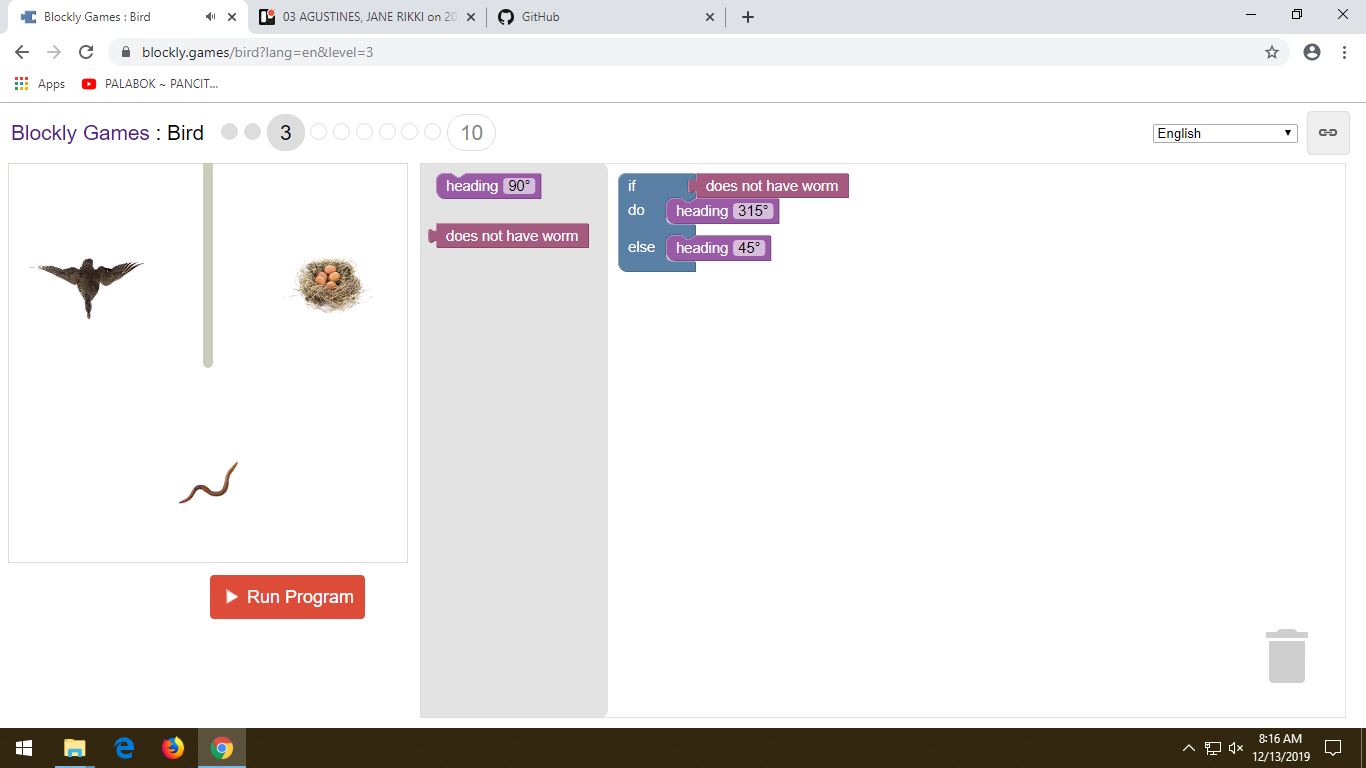 Blockly Games : Bird
03 AGUSTINES, JANE RIKKI on 20
GitHub
blockly.games/bird?lang=en&level=3
Apps
PALABOK ~ PANCIT...
Blockly Games : Bird
3
10
English
heading 90°
does not have worm
if does not have worm
do heading 315°
else heading 45°
Run Program
8:16 AM
12/13/2019